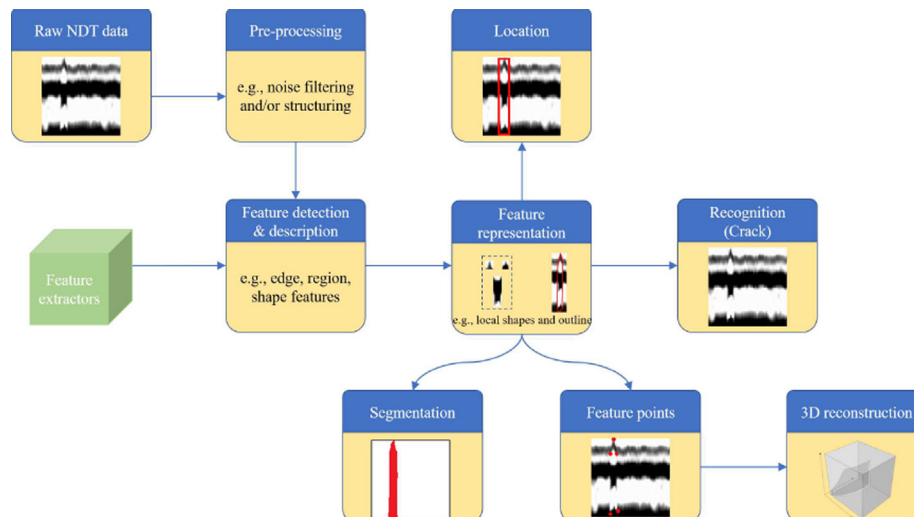 Raw NDT data
Pre-processing
e.g., noise filtering
and/or structuring
Location
Feature
extractors
Feature detection
& description
e.g., edge, region,
shape features
Feature
representation
e.g., local shapes and outline
Recognition
(Crack)
Segmentation
Feature points
3D reconstruction